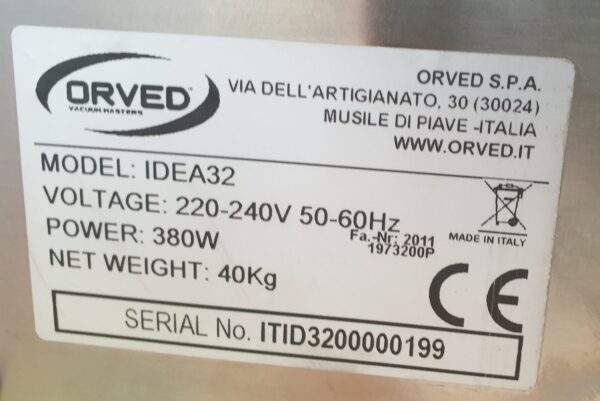 ORVED
VACUUM MASTERS
ORVED S.P.A.
VIA DELL'ARTIGIANATO, 30 (30024)
MUSILE DI PIAVE -ITALIA
WWW.ORVED.IT
MODEL: IDEA32
VOLTAGE: 220-240V 50-60Hz
POWER: 380W
Fa.-Nr: 2011
1973200P
NET WEIGHT: 40Kg
MADE IN ITALY
CE
SERIAL No. ITID3200000199